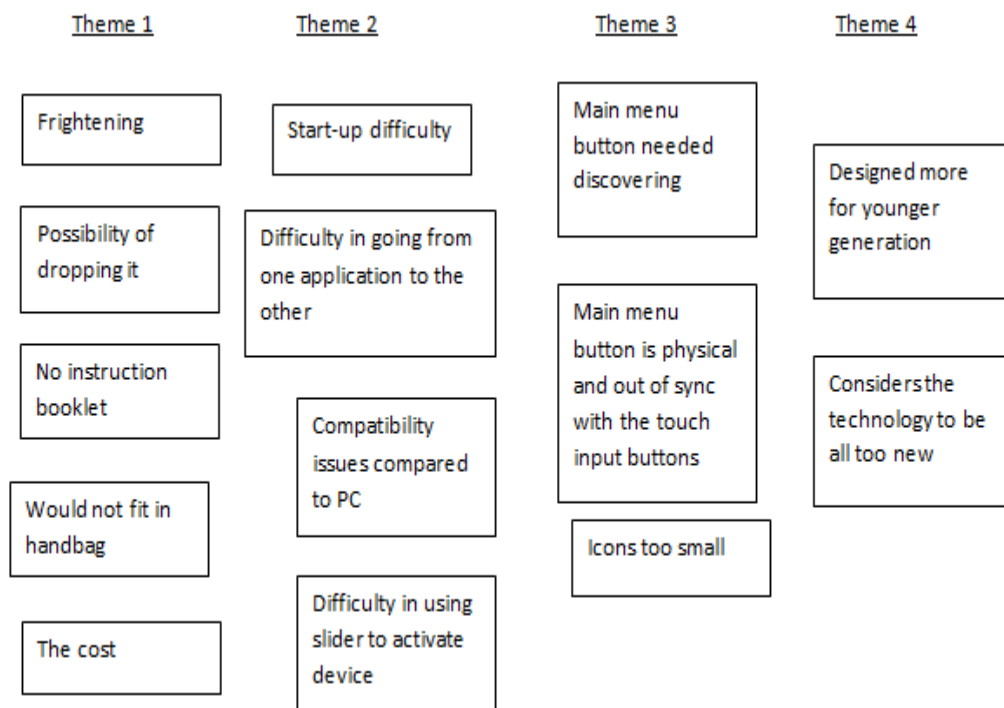 Theme 1
Theme 2
Theme 3
Theme 4
Frightening
Possibility of
dropping it
No instruction
booklet
Would not fit in
handbag
The cost
Start-up difficulty
Difficulty in going from
one application to the
other
Compatibility
issues compared
to PC
Difficulty in using
slider to activate
device
Main menu
button needed
discovering
Main menu
button is physical
and out of sync
with the touch
input buttons
Icons too small
Designed more
for younger
generation
Considers the
technology to be
all too new